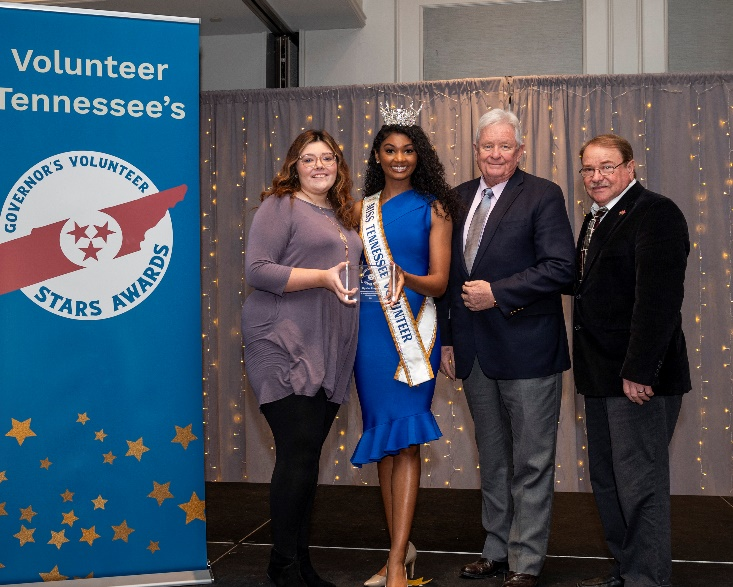 Volunteer
Tennessee's
GOVERNOR'S VOLUNTEER
STARS AWARDS
MISS TENNESSEE VOLUNTEER